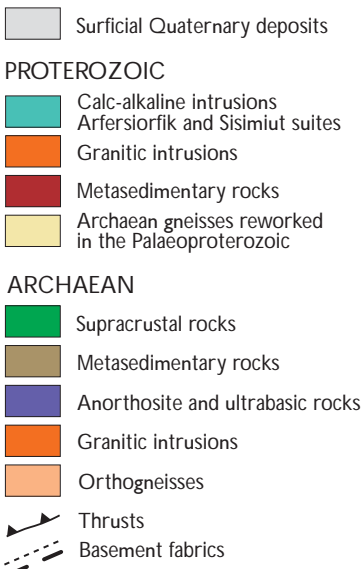 Surficial Quaternary deposits
PROTEROZOIC
Calc-alkaline intrusions
Arfersiorfik and Sisimiut suites
Granitic intrusions
Metasedimentary rocks
Archaean gneisses reworked
in the Palaeoproterozoic
ARCHAEAN
Supracrustal rocks
Metasedimentary rocks
Anorthosite and ultrabasic rocks
Granitic intrusions
Orthogneisses
Thrusts
Basement fabrics